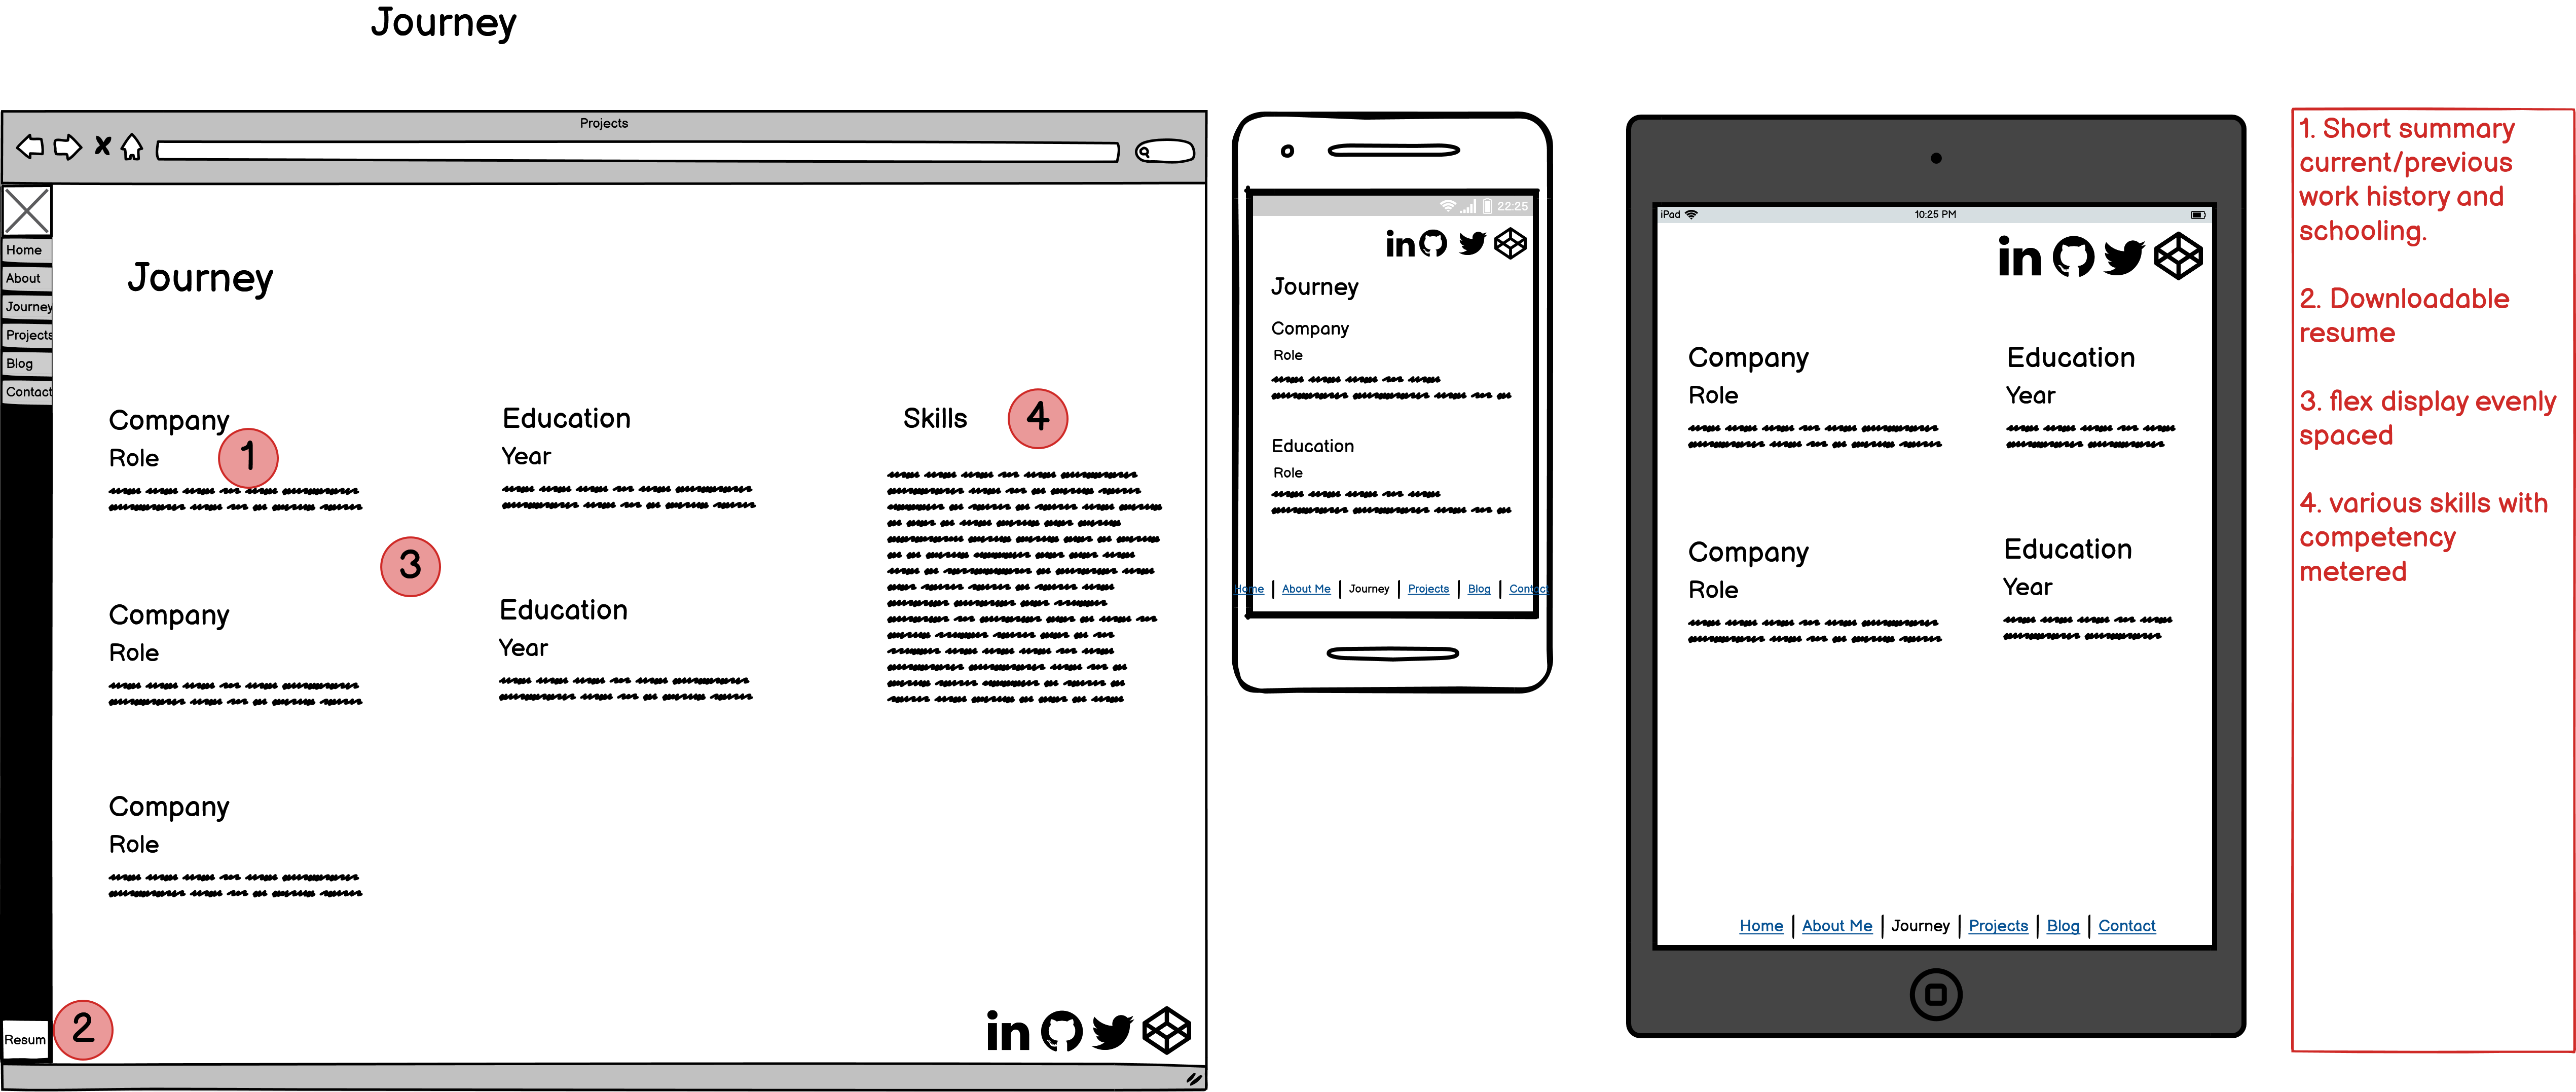 Journey
Projects
Home
About
Journey
Projects
Blog
Contact
Resum
Journey
Company
Role
1
Company
Role
Company
Role
Education
Year
3
Education
Year
Skills
4
2
in
22:25
in
Journey
Company
Role
Education
Role
Home | About Me | Journey | Projects | Blog | Contact
iPad 10:25 PM
in
Company
Role
Education
Year
Company
Role
Education
Year
Home | About Me | Journey | Projects | Blog | Contact
1. Short summary
current/previous
work history and
schooling.
2. Downloadable
resume
3. flex display evenly
spaced
4. various skills with
competency
metered